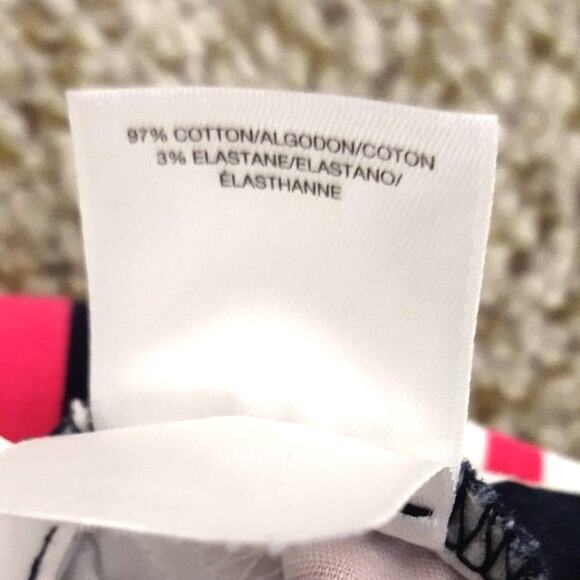 97% COTTON/ALGODON/COTON
3% ELASTANE/ELASTANO/
ÉLASTHANNE